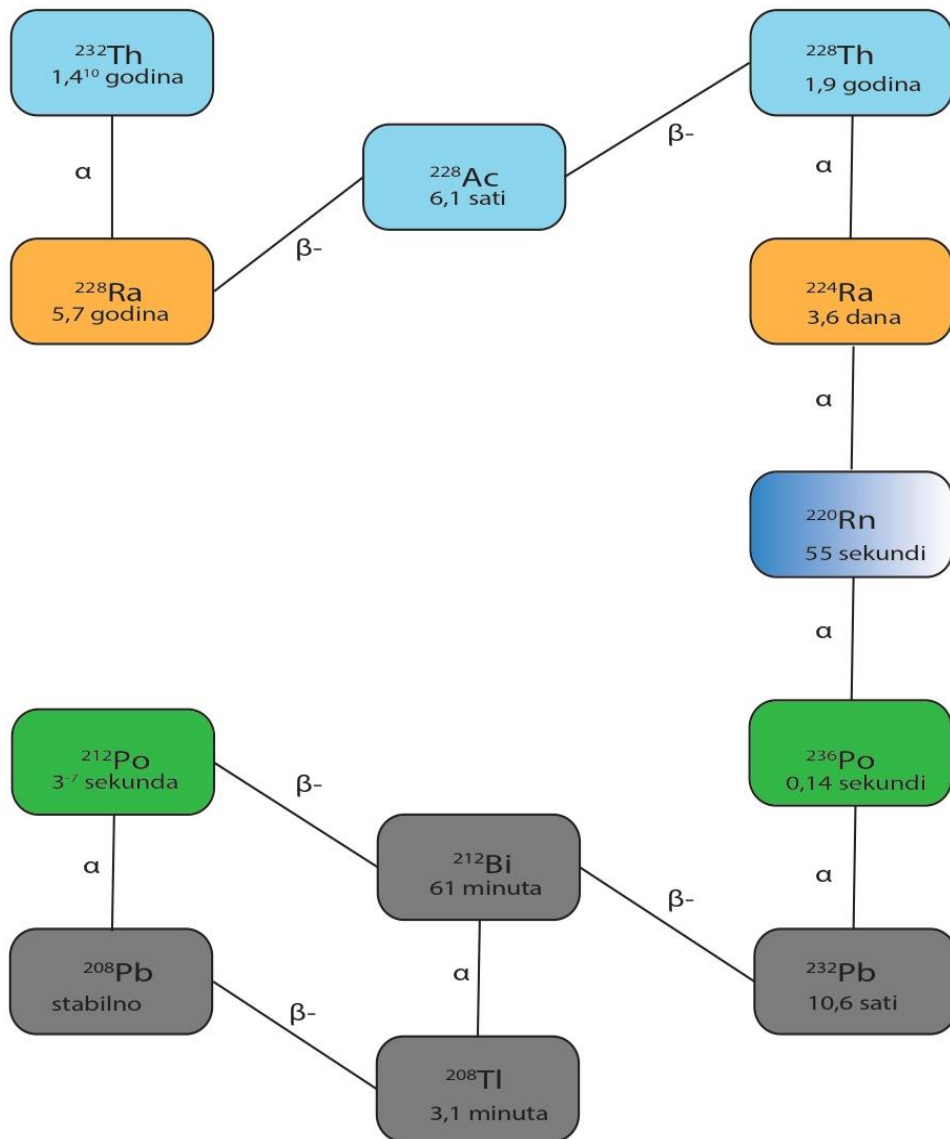 ²³²Th
1,4¹⁰ godina
²²⁸Th
1,9 godina
β-
α
²²⁸Ac
6,1 sati
α
β-
²²⁸Ra
5,7 godina
²²⁴Ra
3,6 dana
α
²²⁰Rn
55 sekundi
α
²¹²Po
3⁻⁷ sekunda
²³⁶Po
0,14 sekundi
β-
α
²¹²Bi
61 minuta
α
β-
²⁰⁸Pb
stabilno
α
²³²Pb
10,6 sati
β-
²⁰⁸Tl
3,1 minuta